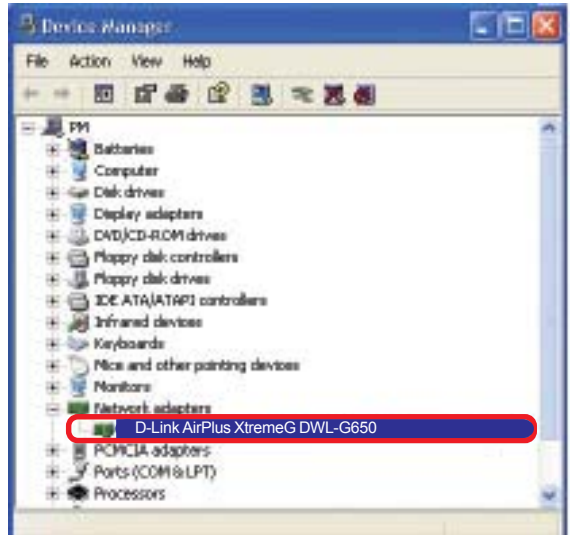 Device Manager
File Action View Help
PM
Batteries
Computer
Disk drives
Display adapters
DVD/CD-ROM drives
Floppy disk controllers
Floppy disk drives
IDE ATA/ATAPI controllers
Infrared devices
Keyboards
Mice and other pointing devices
Monitors
Network adapters
D-Link AirPlus XtremeG DWL-G650
PCMCIA adapters
Ports (COM & LPT)
Processors